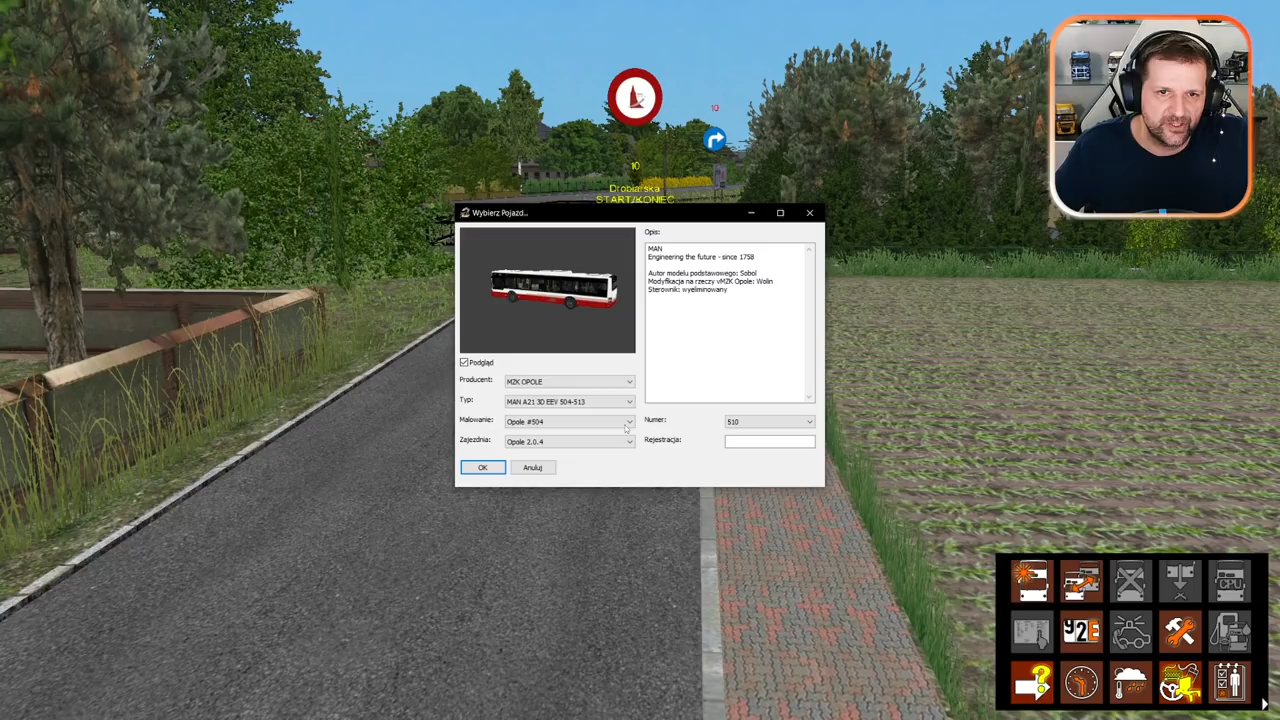 10
10
Drobiarska
START/KONIEC
Wybierz Pojazd...
Opis:
MAN
Engineering the future - since 1758
Autor modelu podstawowego: Sobol
Modyfikacja na rzeczy vMZK Opole: Wolin
Sterownik: wyeliminowany
Podgląd
Producent: MZK OPOLE
Typ: MAN A21 3D EEV 504-513
Malowanie: Opole #504
Numer: 510
Zajezdnia: Opole 2.0.4
Rejestracja:
OK
Anuluj
CPU
92E
?